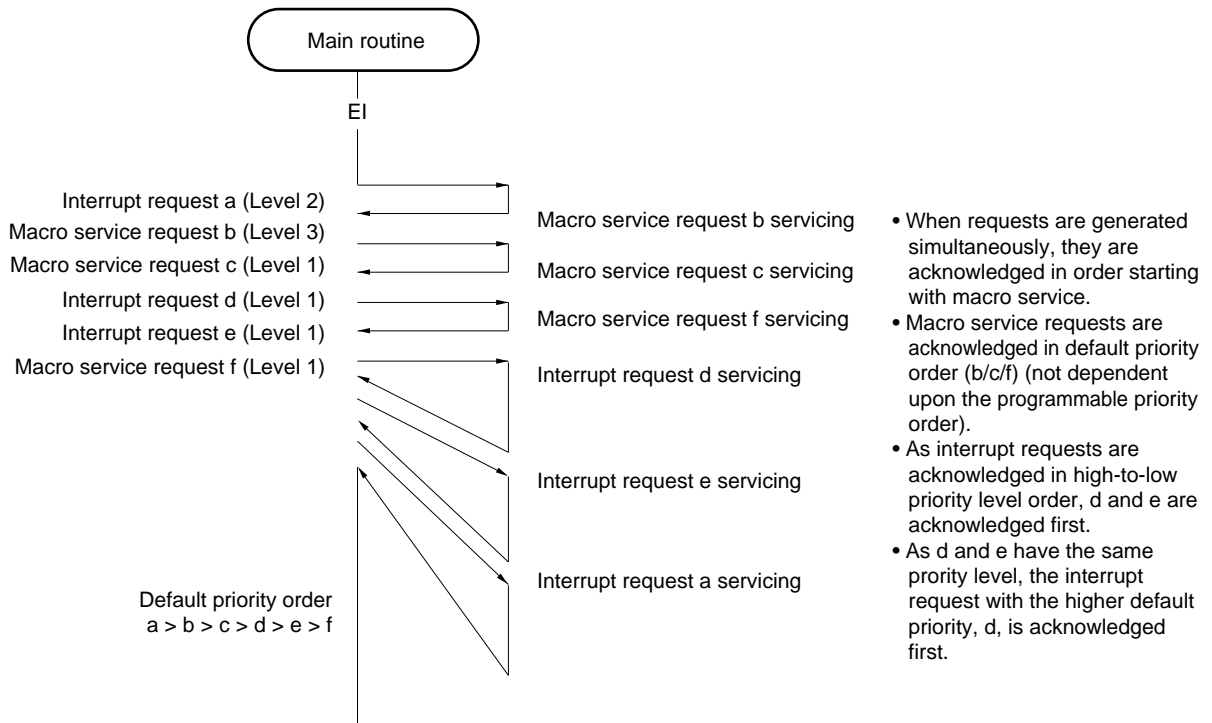 Main routine
EI
Interrupt request a (Level 2)
Macro service request b (Level 3)
Macro service request c (Level 1)
Interrupt request d (Level 1)
Interrupt request e (Level 1)
Macro service request f (Level 1)
Macro service request b servicing
Macro service request c servicing
Macro service request f servicing
Interrupt request d servicing
Interrupt request e servicing
Interrupt request a servicing
Default priority order
a > b > c > d > e > f
• When requests are generated
simultaneously, they are
acknowledged in order starting
with macro service.
• Macro service requests are
acknowledged in default priority
order (b/c/f) (not dependent
upon the programmable priority
order).
• As interrupt requests are
acknowledged in high-to-low
priority level order, d and e are
acknowledged first.
• As d and e have the same
prority level, the interrupt
request with the higher default
priority, d, is acknowledged
first.